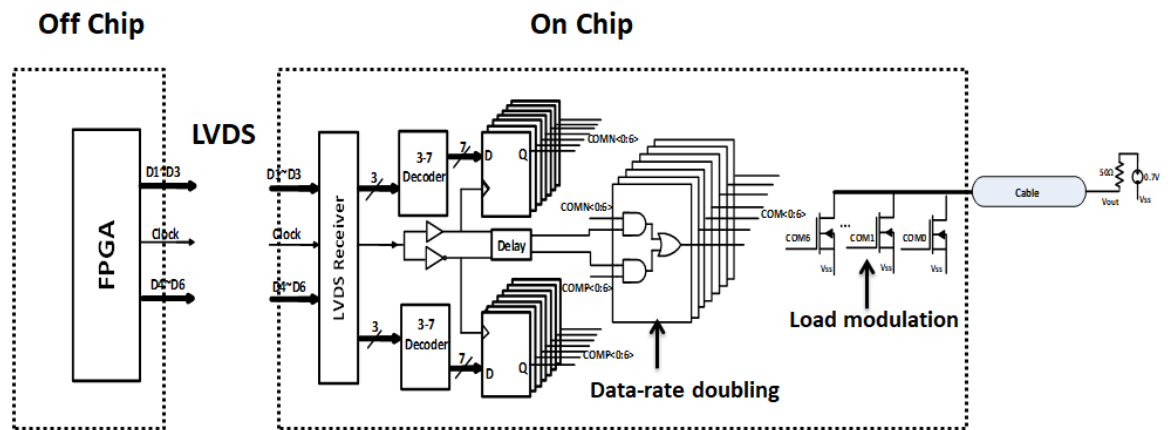 Off Chip
On Chip
LVDS
FPGA
D1~D3
Clock
D4~D6
D1~D3
Clock
D4~D6
LVDS Receiver
3
3
3-7
Decoder
3-7
Decoder
7
7
D
Q
D
Q
COMN<0:6>
Delay
COMN<0:6>
COMP<0:6>
COMP<0:6>
COM<0:6>
Data-rate doubling
COM6
...
COM1
COM0
Vss
Vss
Vss
Load modulation
Cable
Vout
50Ω
0.7V
Vss